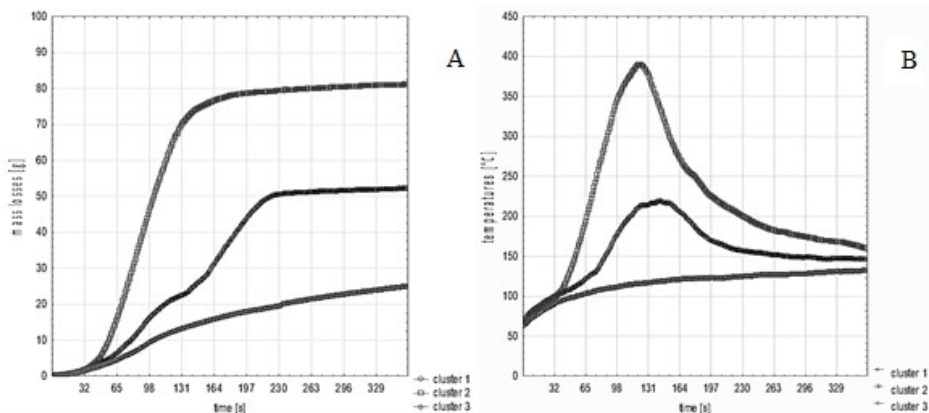 100
90
80
70
60
50
40
30
20
10
0
mass losses [g]
32 65 98 131 164 197 230 263 296 329
time [s]
cluster 1
cluster 2
cluster 3
A
450
400
350
300
250
200
150
100
50
0
temperatures [°C]
32 65 98 131 164 197 230 263 296 329
time [s]
cluster 1
cluster 2
cluster 3
B